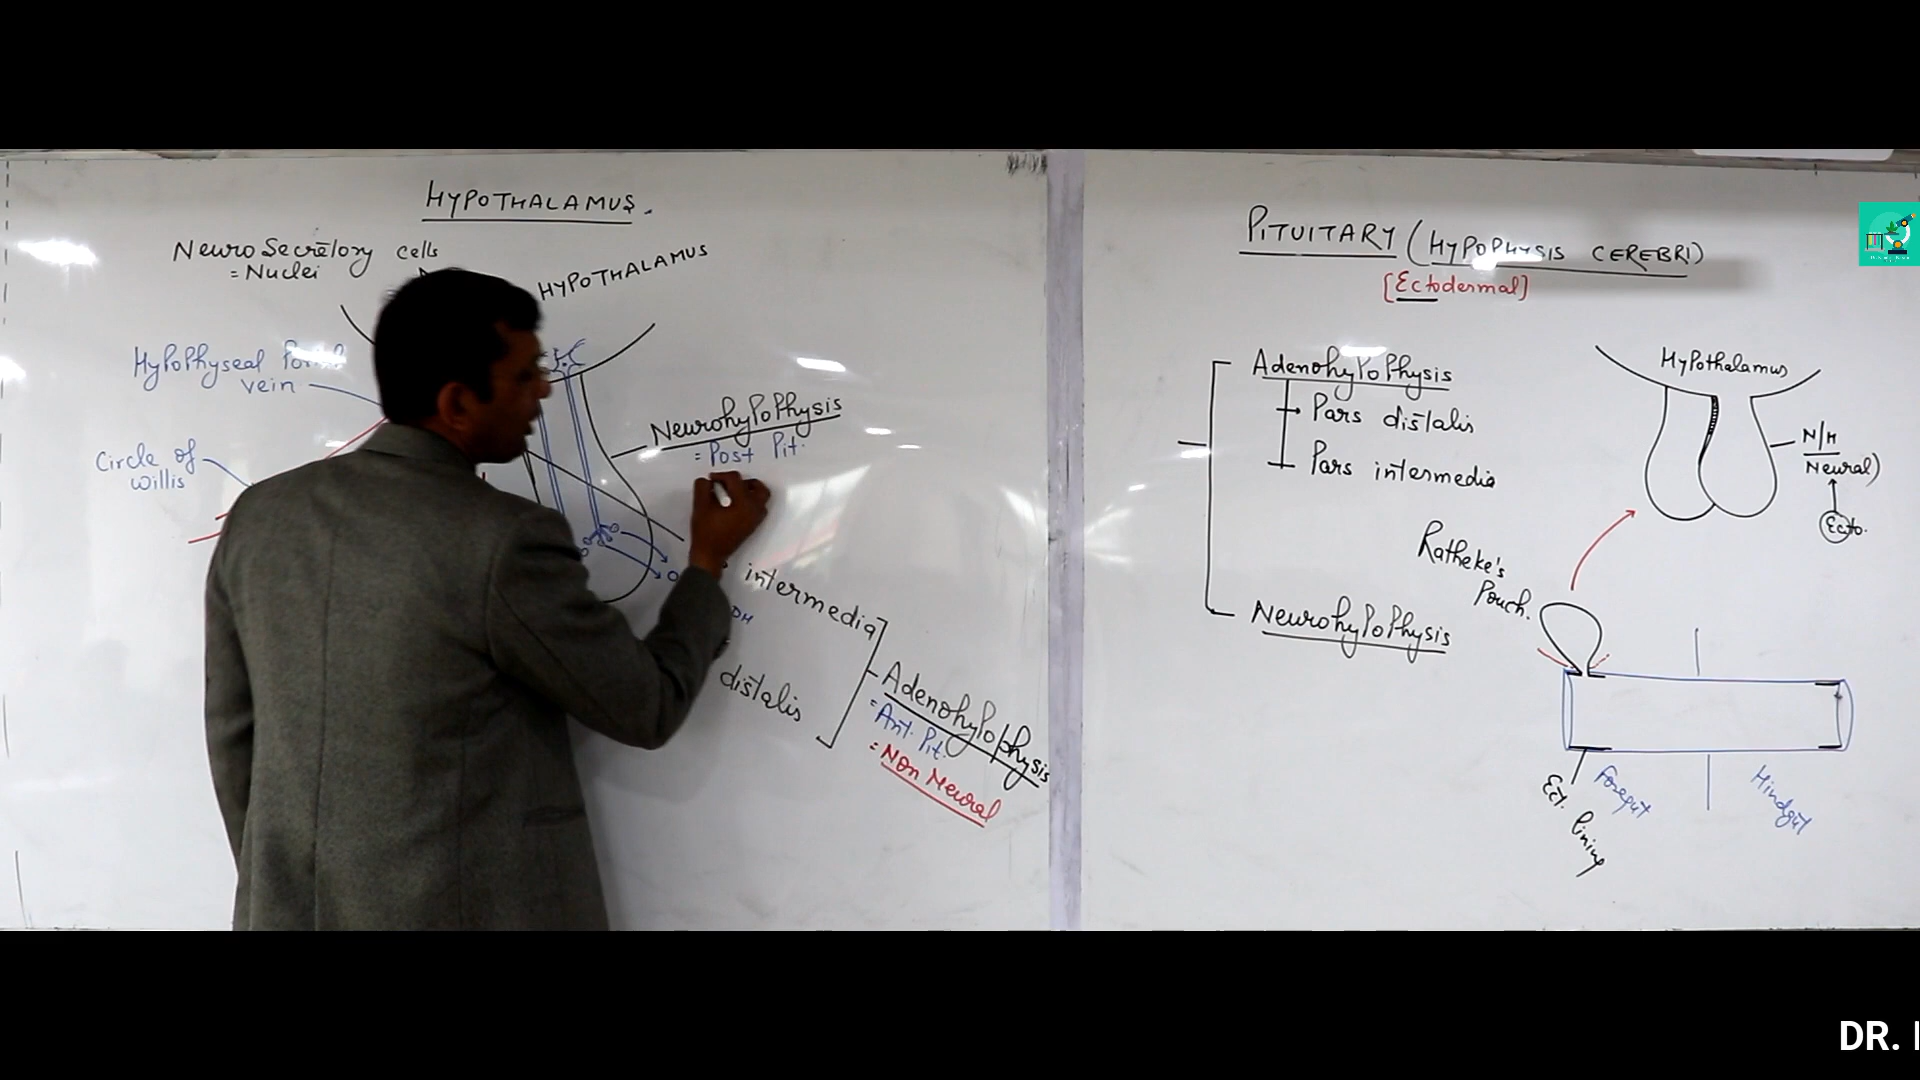 HYPOTHALAMUS
NeuroSecretory cells
= Nuclei
HYPOTHALAMUS
Hypophyseal Portal
vein
Circle of
willis
Neurohypophysis
= Post Pit.
intermedia
distalis
Adenohypophysis
= Ant. Pit.
= Non Neural
PITUITARY (HYPOPHYSIS CEREBRI)
[Ectodermal]
Adenohypophysis
Pars distalis
Pars intermedia
Neurohypophysis
Hypothalamus
N/H
Neural)
Ecto.
Ratheke's
Pouch.
Foregut
Hindgut
Ect. lining
DR.